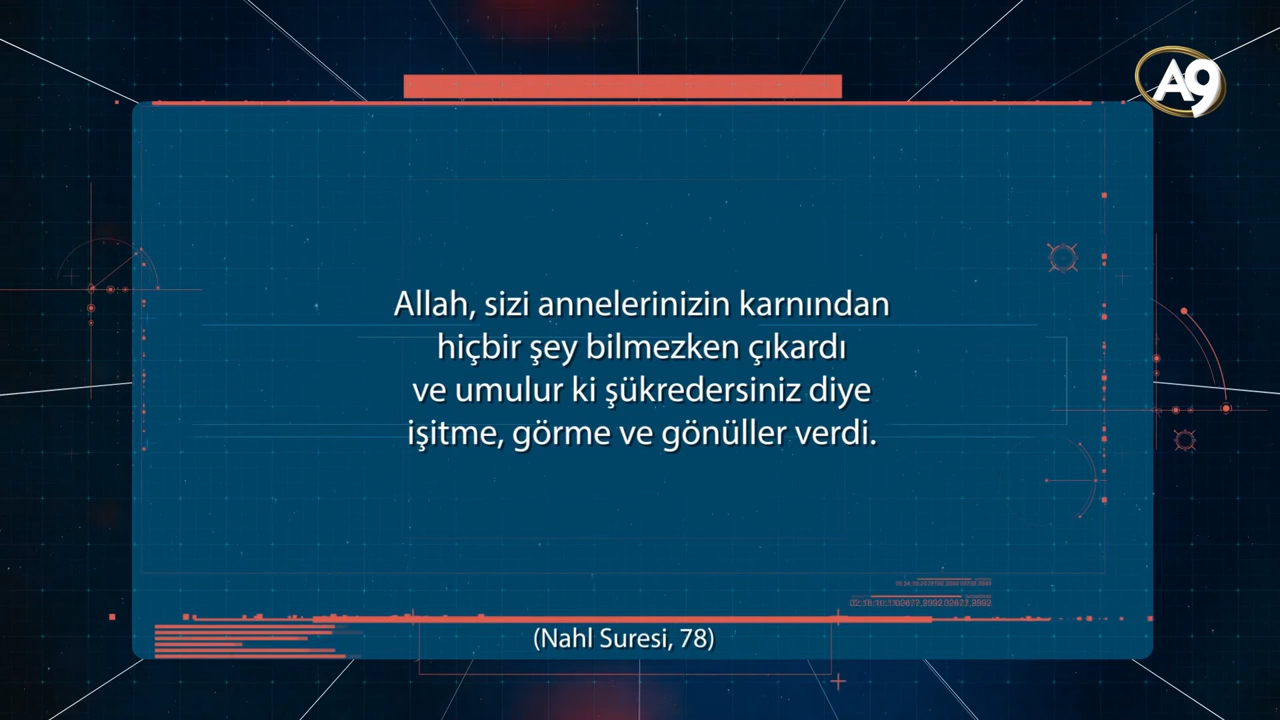 A9
Allah, sizi annelerinizin karnından
hiçbir şey bilmezken çıkardı
ve umulur ki şükredersiniz diye
işitme, görme ve gönüller verdi.
(Nahl Suresi, 78)